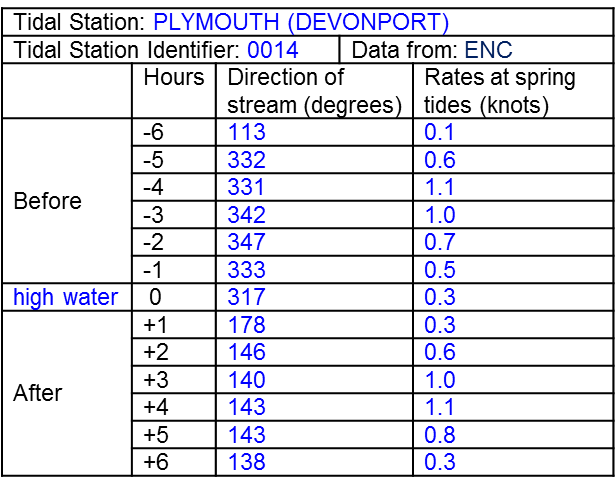 Tidal Station: PLYMOUTH (DEVONPORT)
Tidal Station Identifier: 0014 Data from: ENC
Hours Direction of stream (degrees) Rates at spring tides (knots)
Before
-6 113 0.1
-5 332 0.6
-4 331 1.1
-3 342 1.0
-2 347 0.7
-1 333 0.5
high water 0 317 0.3
After
+1 178 0.3
+2 146 0.6
+3 140 1.0
+4 143 1.1
+5 143 0.8
+6 138 0.3